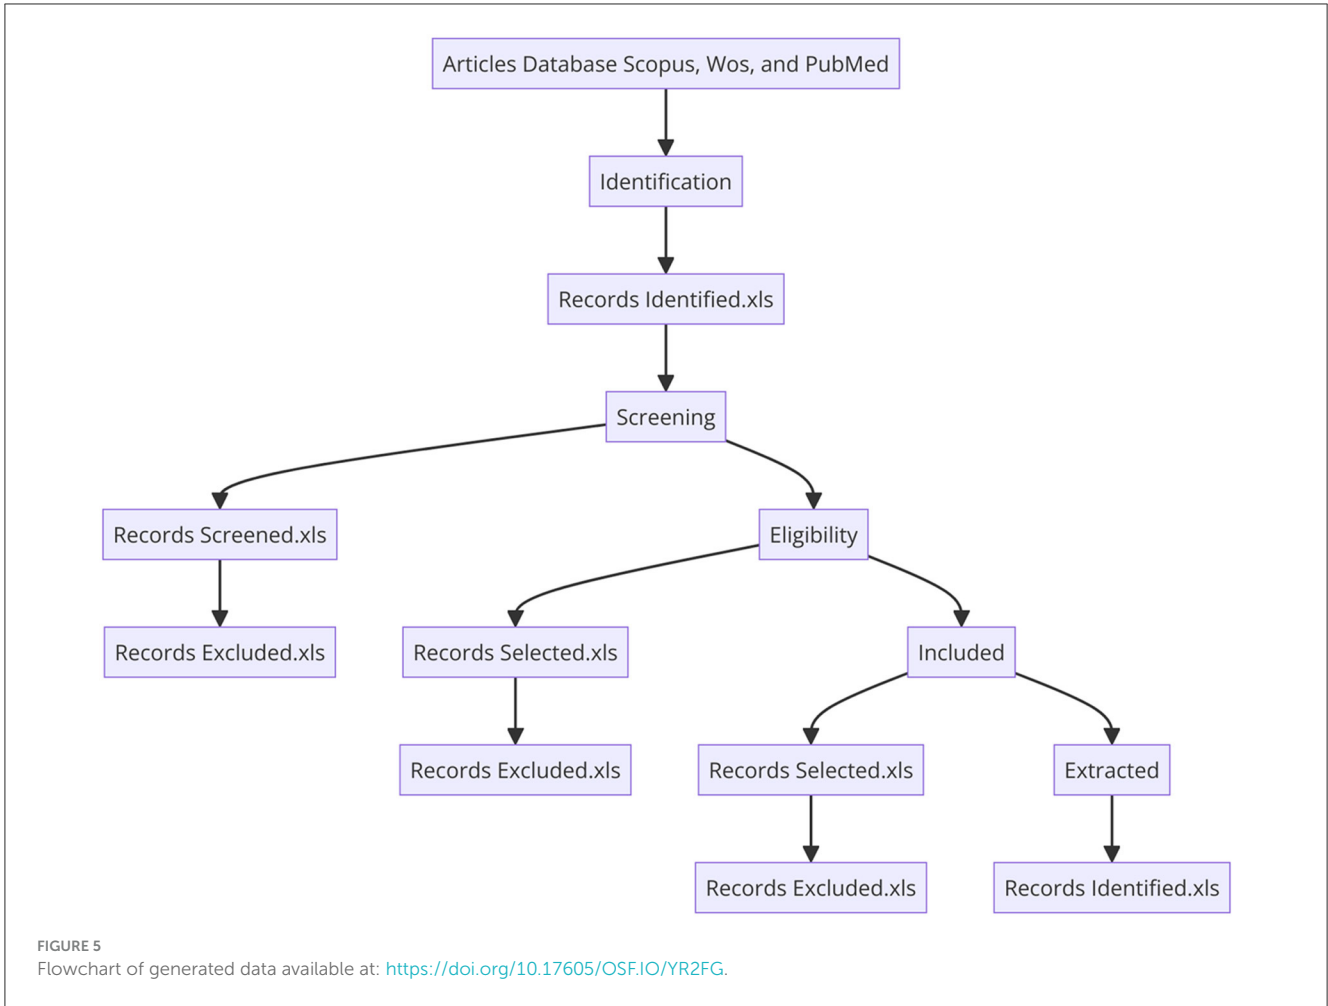 Articles Database Scopus, Wos, and PubMed
Identification
Records Identified.xls
Screening
Records Screened.xls
Eligibility
Records Excluded.xls
Records Selected.xls
Included
Records Excluded.xls
Records Selected.xls
Extracted
Records Excluded.xls
Records Identified.xls
FIGURE 5
Flowchart of generated data available at: https://doi.org/10.17605/OSF.IO/YR2FG.